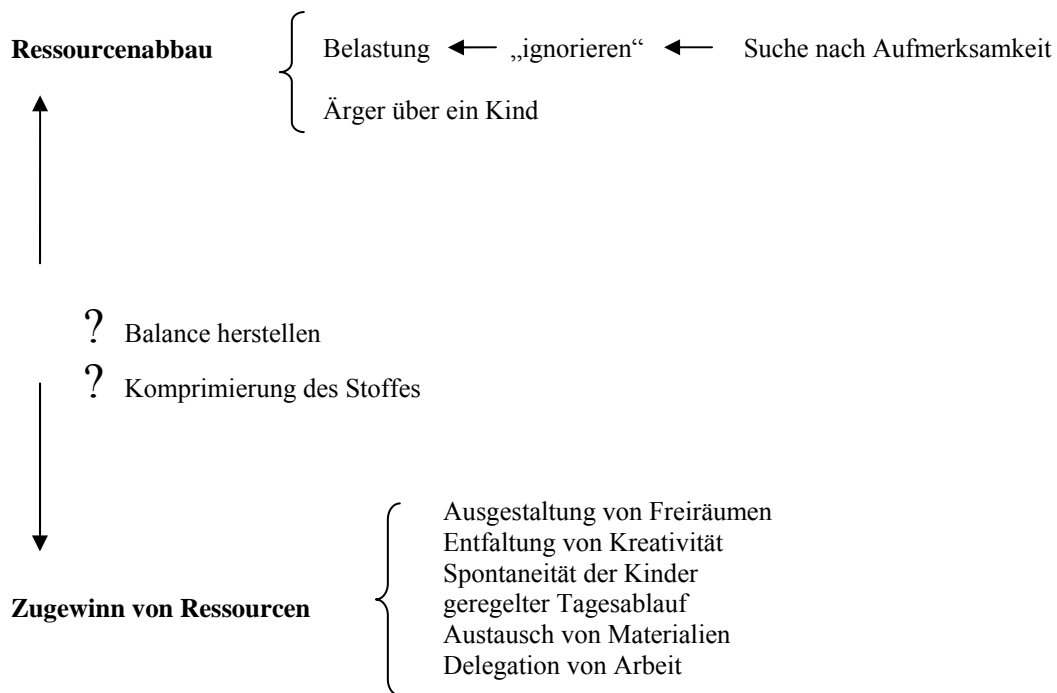 Ressourcenabbau Belastung „ignorieren“ Suche nach Aufmerksamkeit
Ärger über ein Kind
? Balance herstellen
? Komprimierung des Stoffes
Ausgestaltung von Freiräumen
Entfaltung von Kreativität
Spontaneität der Kinder
Zugewinn von Ressourcen geregelter Tagesablauf
Austausch von Materialien
Delegation von Arbeit